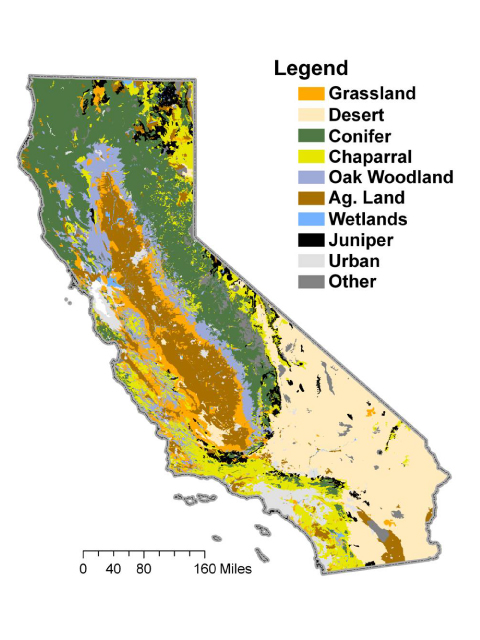 Legend
Grassland
Desert
Conifer
Chaparral
Oak Woodland
Ag. Land
Wetlands
Juniper
Urban
Other
0 40 80 160 Miles